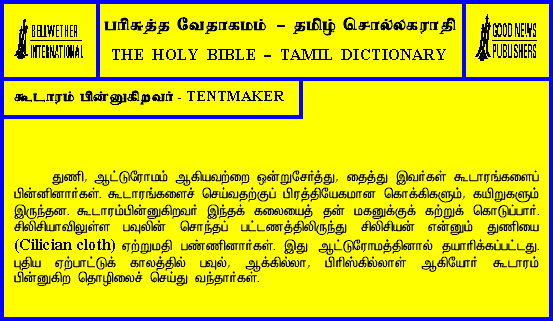 BELLWETHER
INTERNATIONAL
பரிசுத்த வேதாகமம் – தமிழ் சொல்லகராதி
THE HOLY BIBLE – TAMIL DICTIONARY
GOOD NEWS
PUBLISHERS
கூடாரம் பின்னுகிறவர் - TENTMAKER
துணி, ஆட்டுரோமம் ஆகியவற்றை ஒன்றுசேர்த்து, தைத்து இவர்கள் கூடாரங்களைப்
பின்னினார்கள். கூடாரங்களைச் செய்வதற்குப் பிரத்தியேகமான கொக்கிகளும், கயிறுகளும்
இருந்தன. கூடாரம்பின்னுகிறவர் இந்தக் கலையைத் தன் மகனுக்குக் கற்றுக் கொடுப்பார்.
சிலிசியாவிலுள்ள பவுலின் சொந்தப் பட்டணத்திலிருந்து சிலிசியன் என்னும் துணியை
(Cilician cloth) ஏற்றுமதி பண்ணினார்கள். இது ஆட்டுரோமத்தினால் தயாரிக்கப்பட்டது.
புதிய ஏற்பாட்டுக் காலத்தில் பவுல், ஆக்கில்லா, பிரிஸ்கில்லாள் ஆகியோர் கூடாரம்
பின்னுகிற தொழிலைச் செய்து வந்தார்கள்.